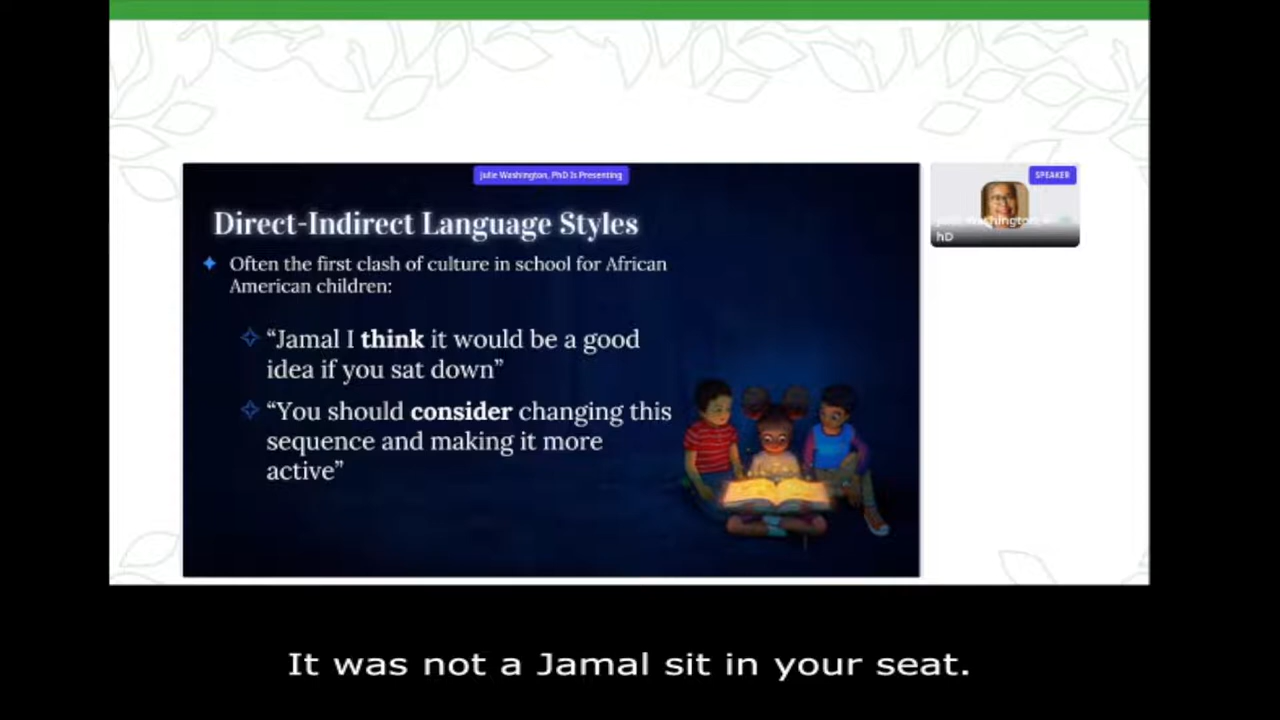 Julie Washington, PhD Is Presenting
SPEAKER
Washington,
hD
Direct-Indirect Language Styles
Often the first clash of culture in school for African
American children:
“Jamal I think it would be a good
idea if you sat down”
“You should consider changing this
sequence and making it more
active”
It was not a Jamal sit in your seat.